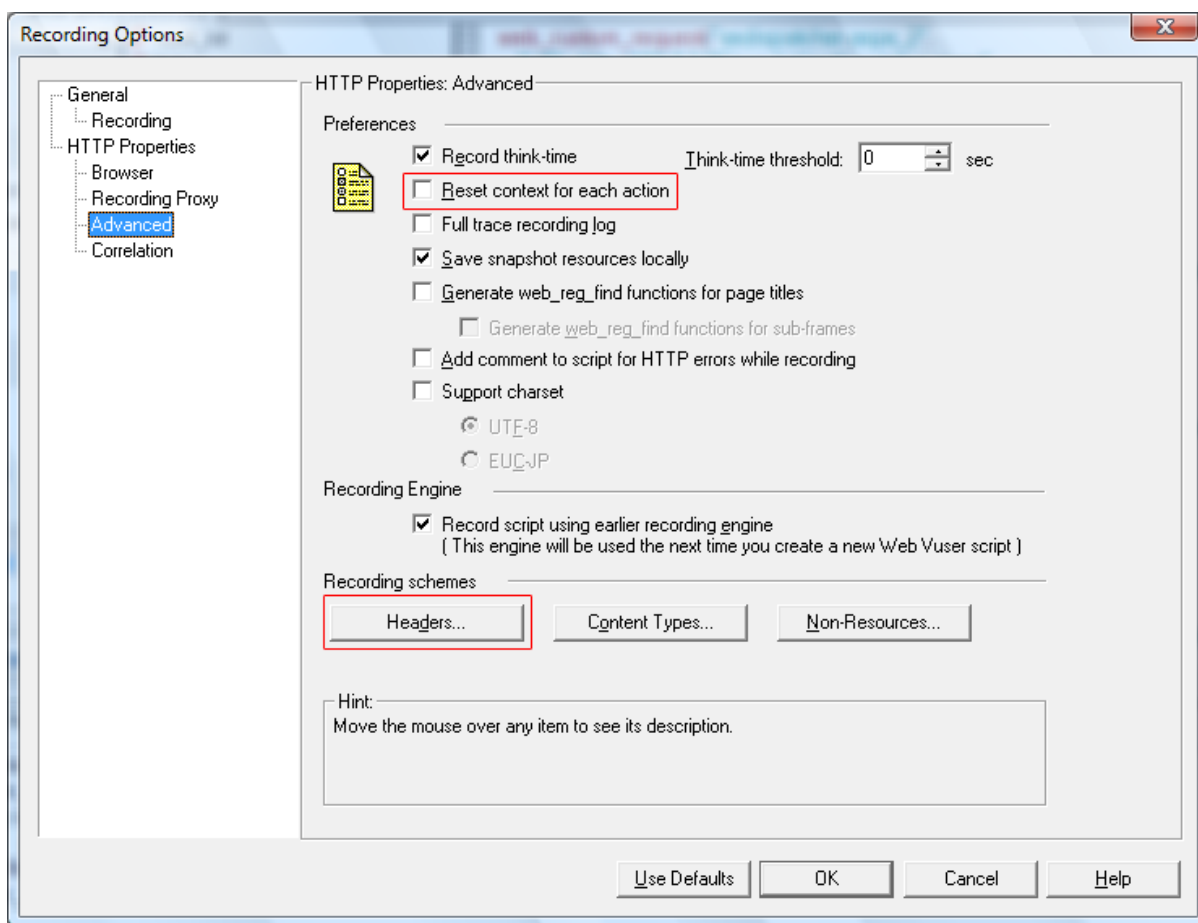 Recording Options
General
Recording
HTTP Properties
Browser
Recording Proxy
Advanced
Correlation
HTTP Properties: Advanced
Preferences
Record think-time Think-time threshold: 0 sec
Reset context for each action
Full trace recording log
Save snapshot resources locally
Generate web_reg_find functions for page titles
Generate web_reg_find functions for sub-frames
Add comment to script for HTTP errors while recording
Support charset
UTF-8
EUC-JP
Recording Engine
Record script using earlier recording engine
( This engine will be used the next time you create a new Web Vuser script )
Recording schemes
Headers... Content Types... Non-Resources...
Hint:
Move the mouse over any item to see its description.
Use Defaults OK Cancel Help